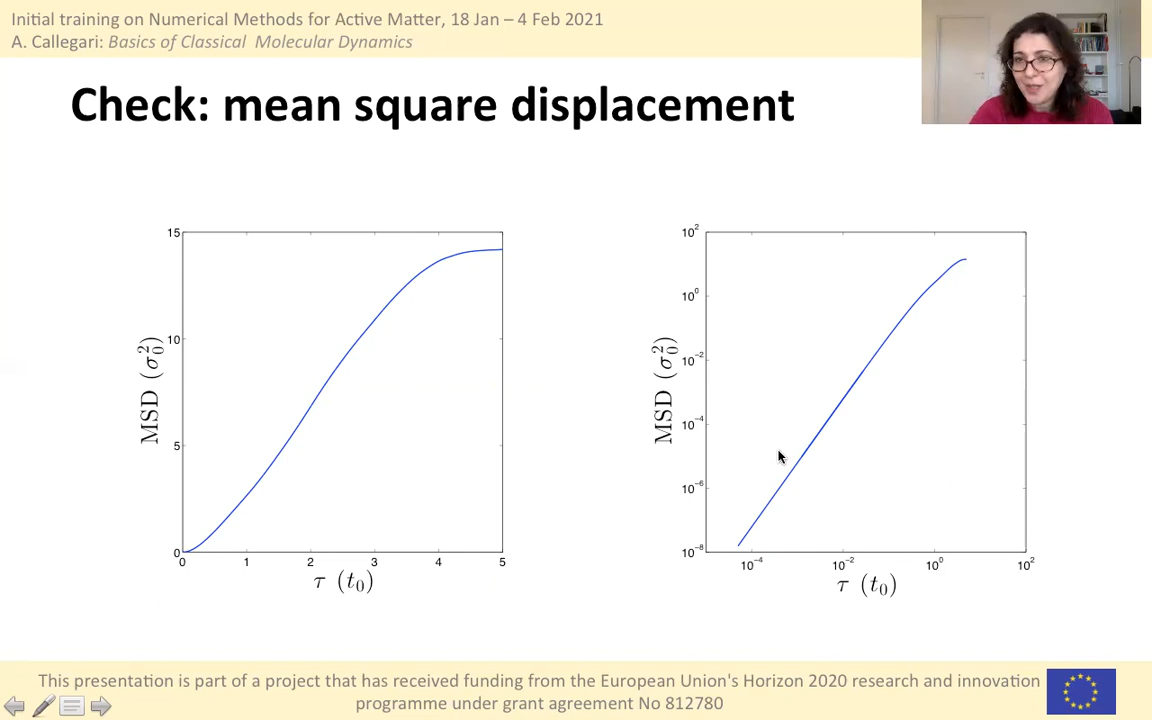 Initial training on Numerical Methods for Active Matter, 18 Jan – 4 Feb 2021
A. Callegari: Basics of Classical Molecular Dynamics
Check: mean square displacement
15
10
5
0
0 1 2 3 4 5
MSD (σ₀²)
τ (t₀)
10²
10⁰
10⁻²
10⁻⁴
10⁻⁶
10⁻⁸
10⁻⁴ 10⁻² 10⁰ 10²
MSD (σ₀²)
τ (t₀)
This presentation is part of a project that has received funding from the European Union's Horizon 2020 research and innovation
programme under grant agreement No 812780